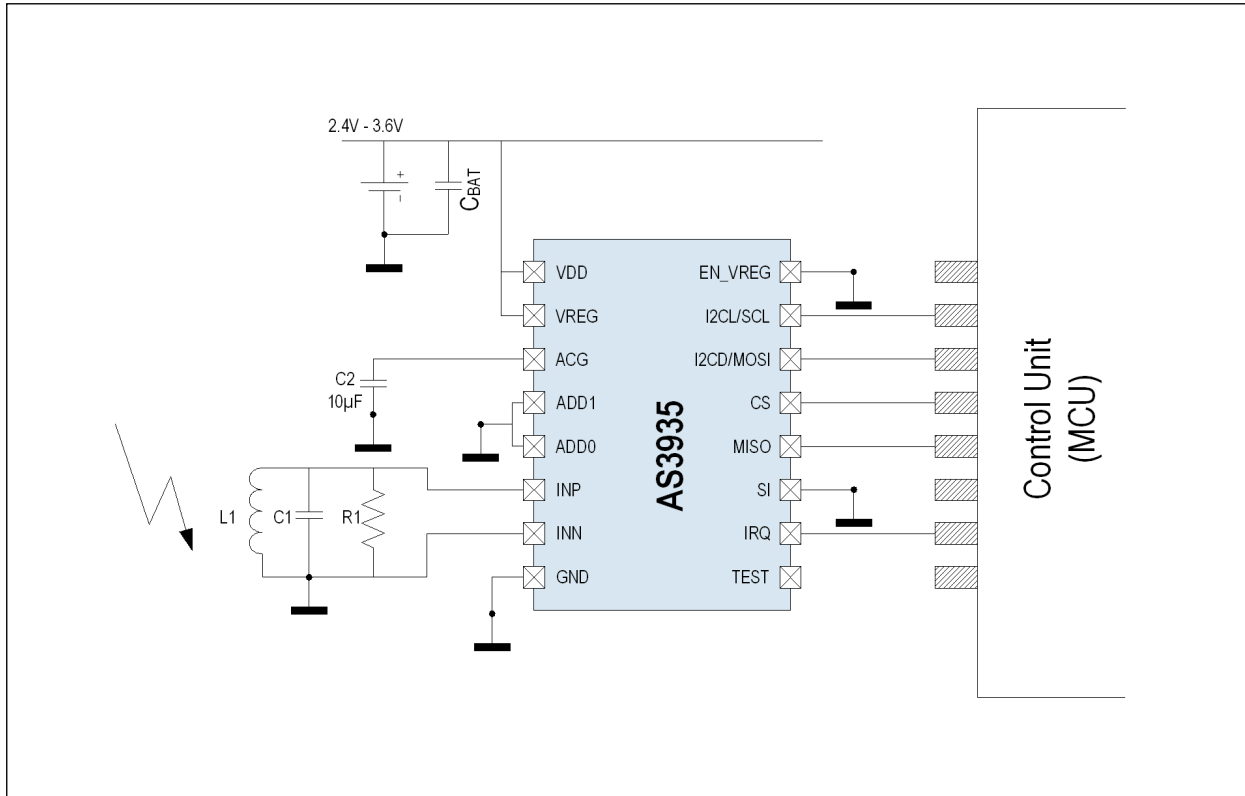 2.4V - 3.6V
+
-
CBAT
VDD
VREG
ACG
ADD1
ADD0
INP
INN
GND
AS3935
EN_VREG
I2CL/SCL
I2CD/MOSI
CS
MISO
SI
IRQ
TEST
C2
10µF
L1
C1
R1
Control Unit
(MCU)